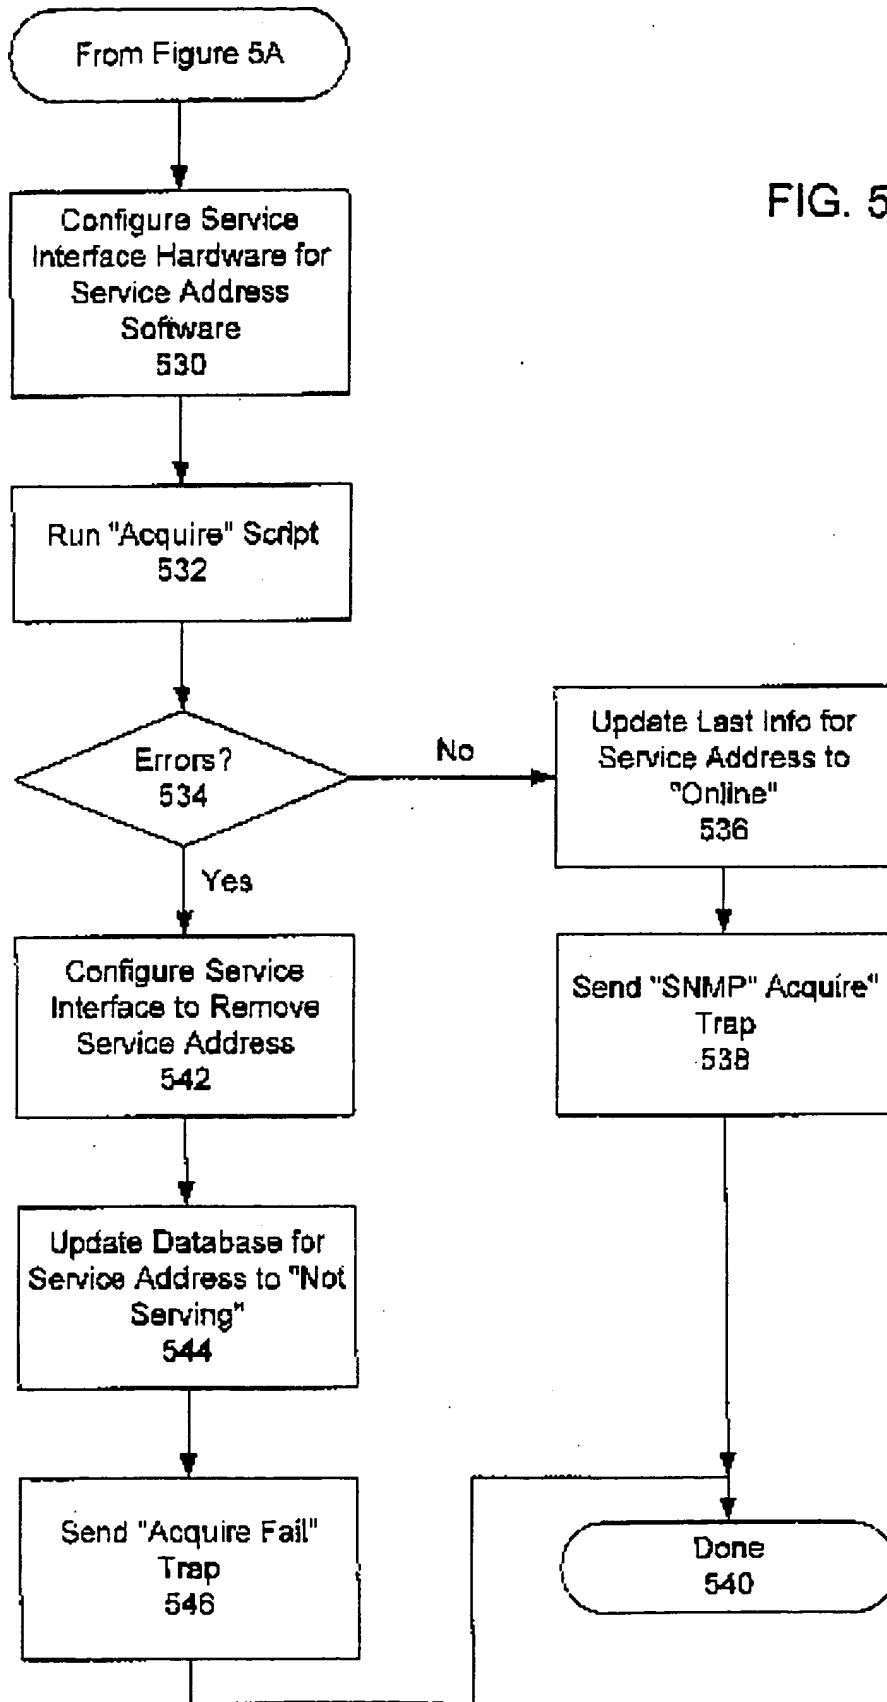 From Figure 5A
FIG. 5
Configure Service
Interface Hardware for
Service Address
Software
530
Run "Acquire" Script
532
Errors?
534
No
Yes
Update Last Info for
Service Address to
"Online"
536
Send "SNMP" Acquire"
Trap
538
Configure Service
Interface to Remove
Service Address
542
Update Database for
Service Address to "Not
Serving"
544
Send "Acquire Fail"
Trap
546
Done
540